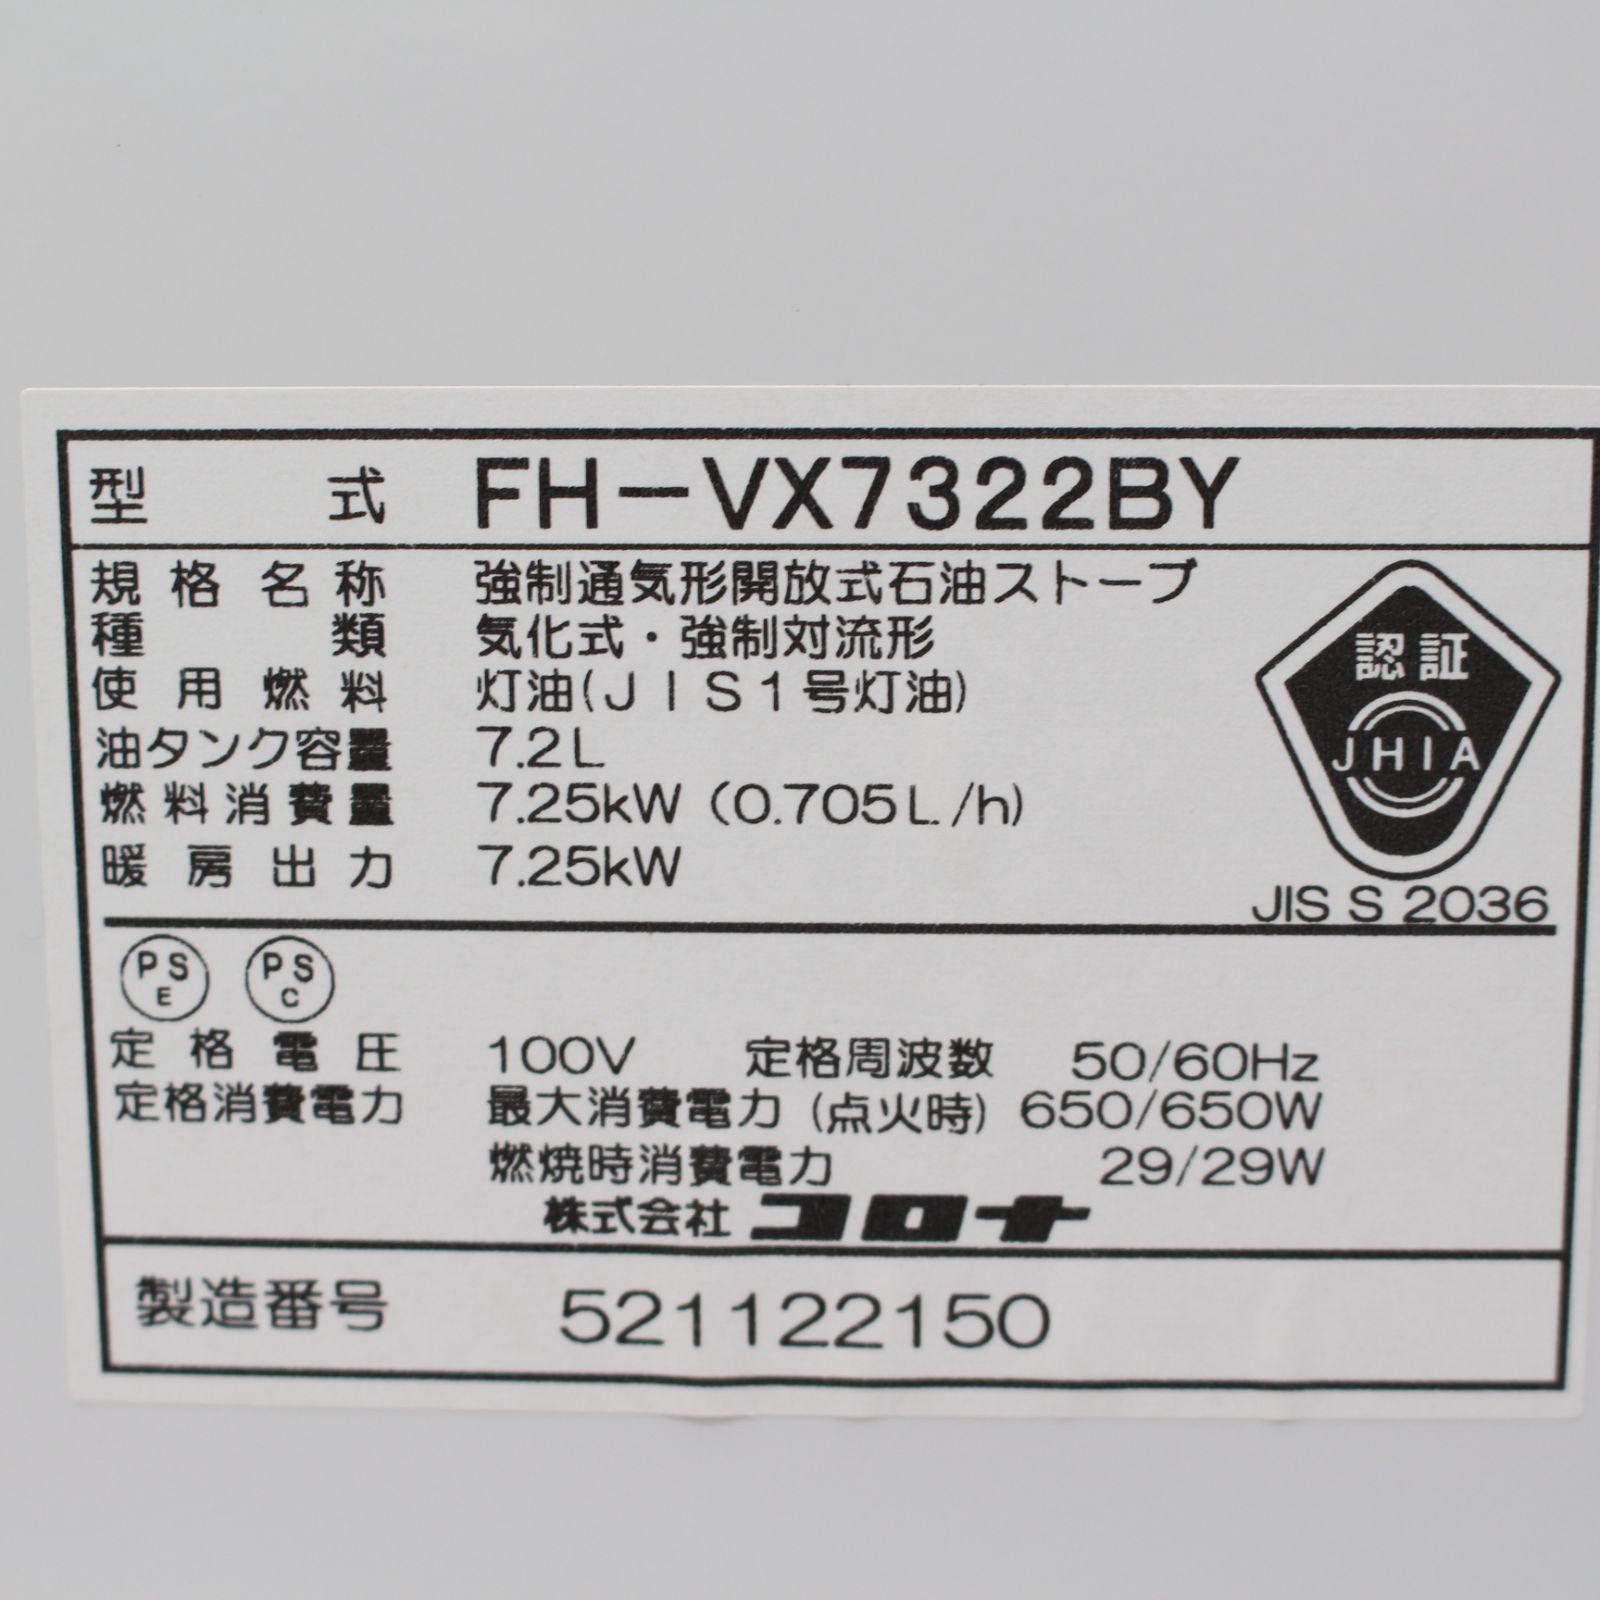 型式 FH-VX7322BY
規格名称 強制通気形開放式石油ストーブ
種類 気化式・強制対流形
使用燃料 灯油(JIS1号灯油)
油タンク容量 7.2L
燃料消費量 7.25kW (0.705L/h)
暖房出力 7.25kW
認証
JHIA
JIS S 2036
PSE PSC
定格電圧 100V 定格周波数 50/60Hz
定格消費電力 最大消費電力(点火時) 650/650W
燃焼時消費電力 29/29W
株式会社 コロナ
製造番号 521122150